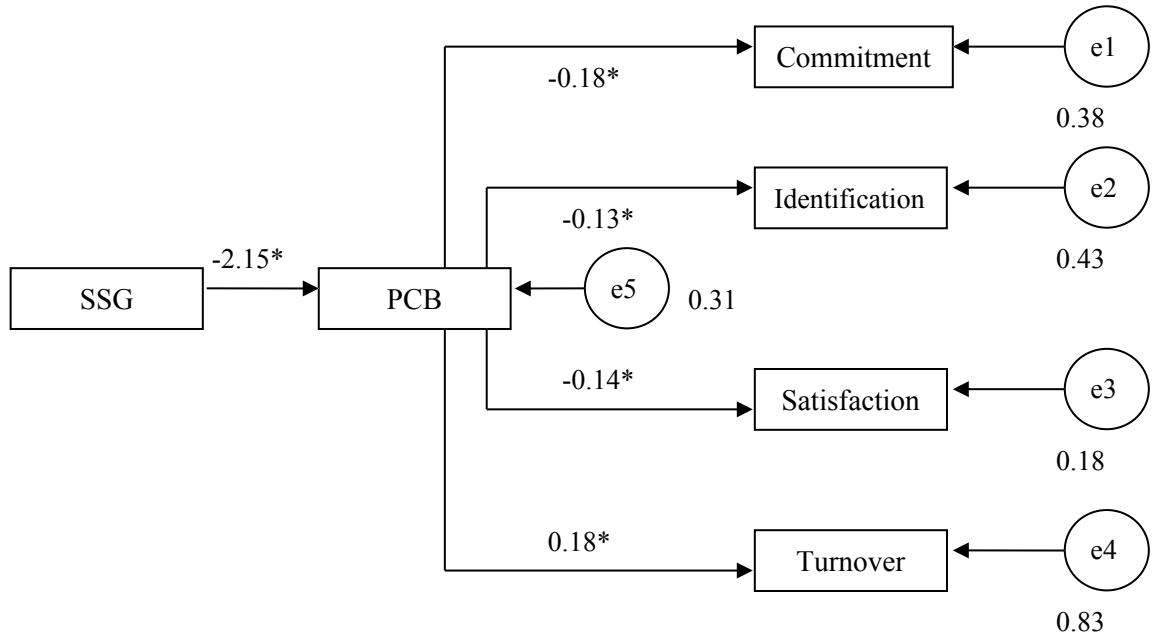 Commitment
e1
-0.18*
0.38
Identification
e2
-0.13*
0.43
-2.15*
SSG
PCB
e5
0.31
-0.14*
Satisfaction
e3
0.18
0.18*
Turnover
e4
0.83